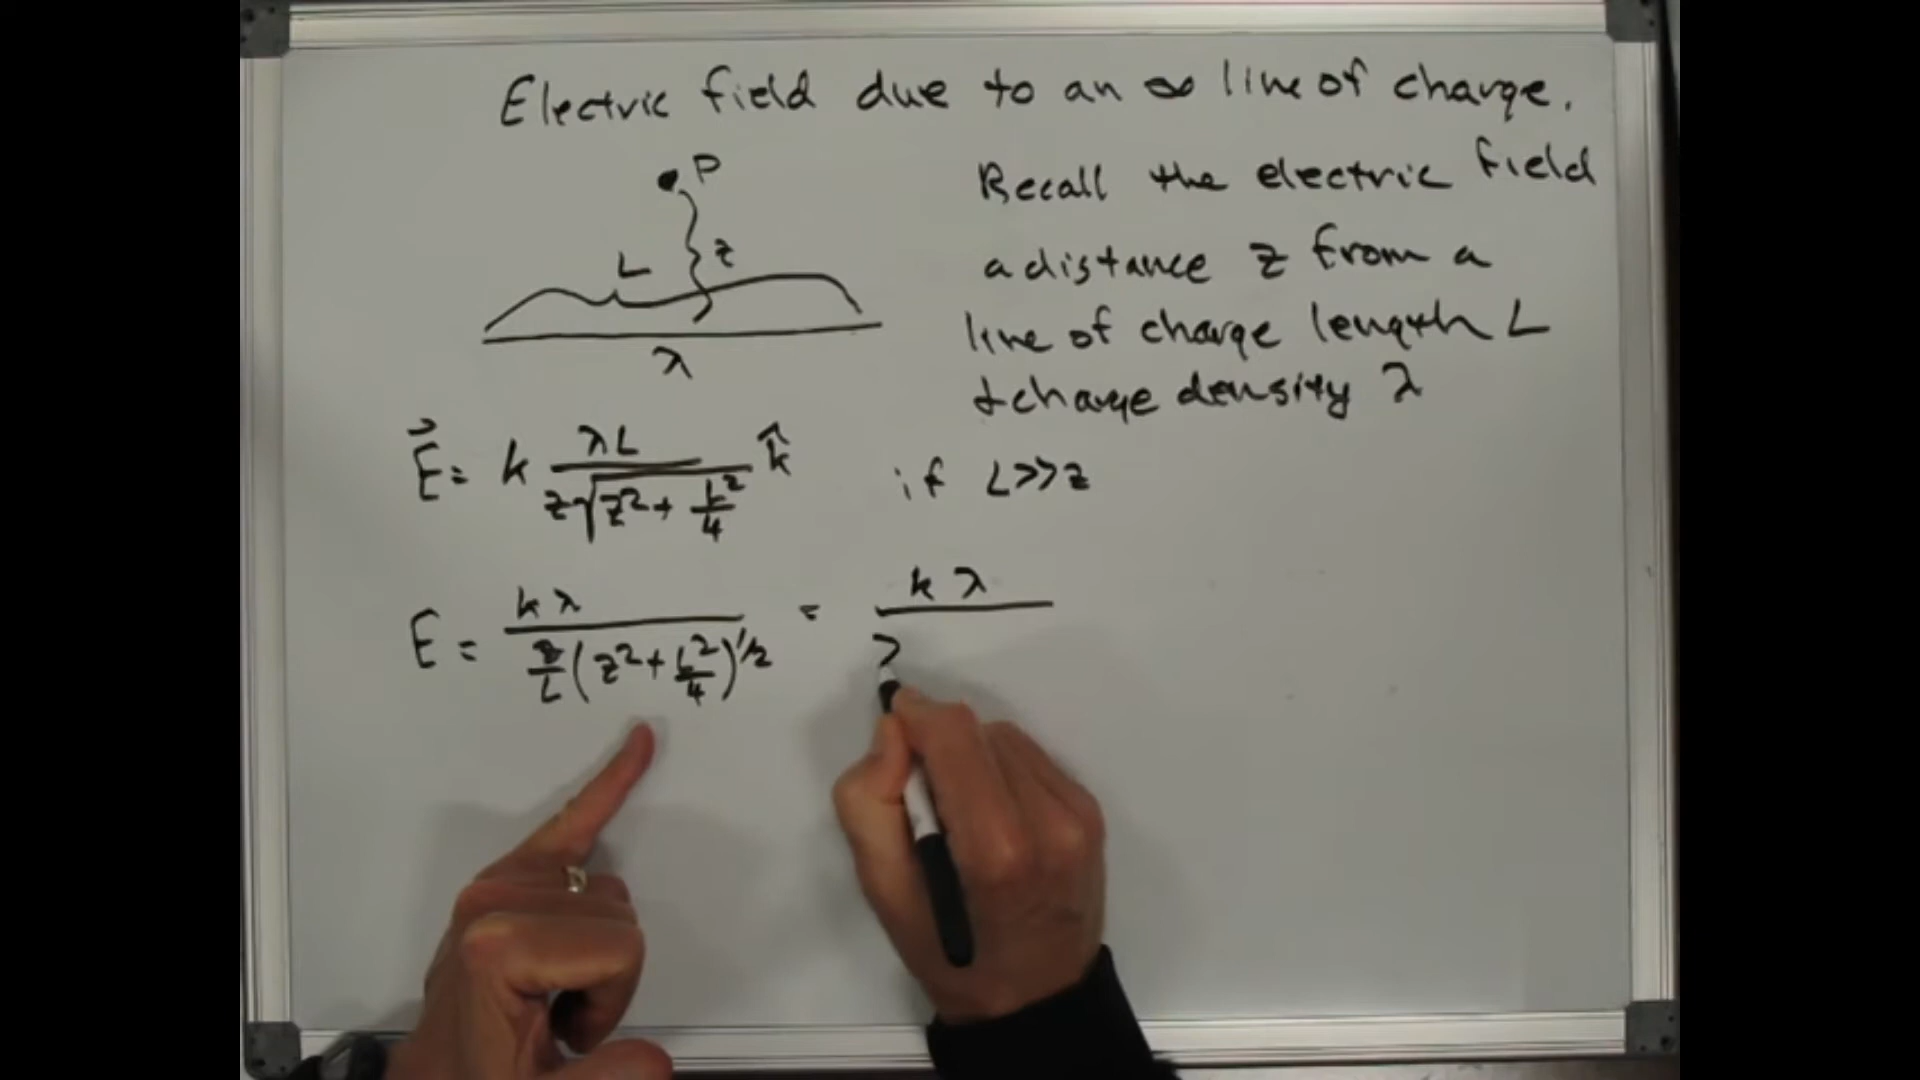 Electric field due to an ∞ line of charge.
P
L
z
λ
Recall the electric field
a distance z from a
line of charge length L
+ charge density λ
E⃗ = k λL / z√(z² + L²/4) k̂
if L >> z
E = kλ / (z/L (z² + L²/4)^1/2) = kλ /